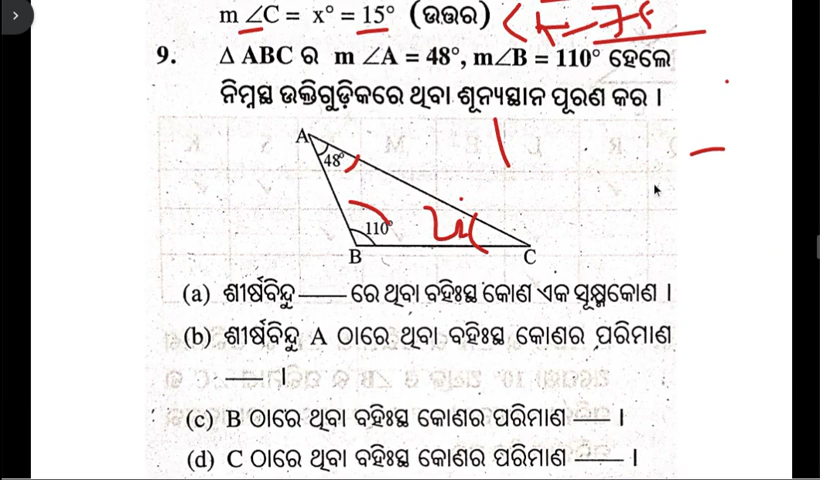 m ∠C = x° = 15° (ଉତ୍ତର)
9. Δ ABC ର m ∠A = 48°, m∠B = 110° ହେଲେ
ନିମ୍ନସ୍ଥ ଉକ୍ତିଗୁଡ଼ିକରେ ଥିବା ଶୂନ୍ୟସ୍ଥାନ ପୂରଣ କର ।
A
48°
110°
B
C
(a) ଶୀର୍ଷବିନ୍ଦୁ —— ରେ ଥିବା ବହିଃସ୍ଥ କୋଣ ଏକ ସୂକ୍ଷ୍ମକୋଣ ।
(b) ଶୀର୍ଷବିନ୍ଦୁ A ଠାରେ ଥିବା ବହିଃସ୍ଥ କୋଣର ପରିମାଣ
—— ।
(c) B ଠାରେ ଥିବା ବହିଃସ୍ଥ କୋଣର ପରିମାଣ —— ।
(d) C ଠାରେ ଥିବା ବହିଃସ୍ଥ କୋଣର ପରିମାଣ —— ।